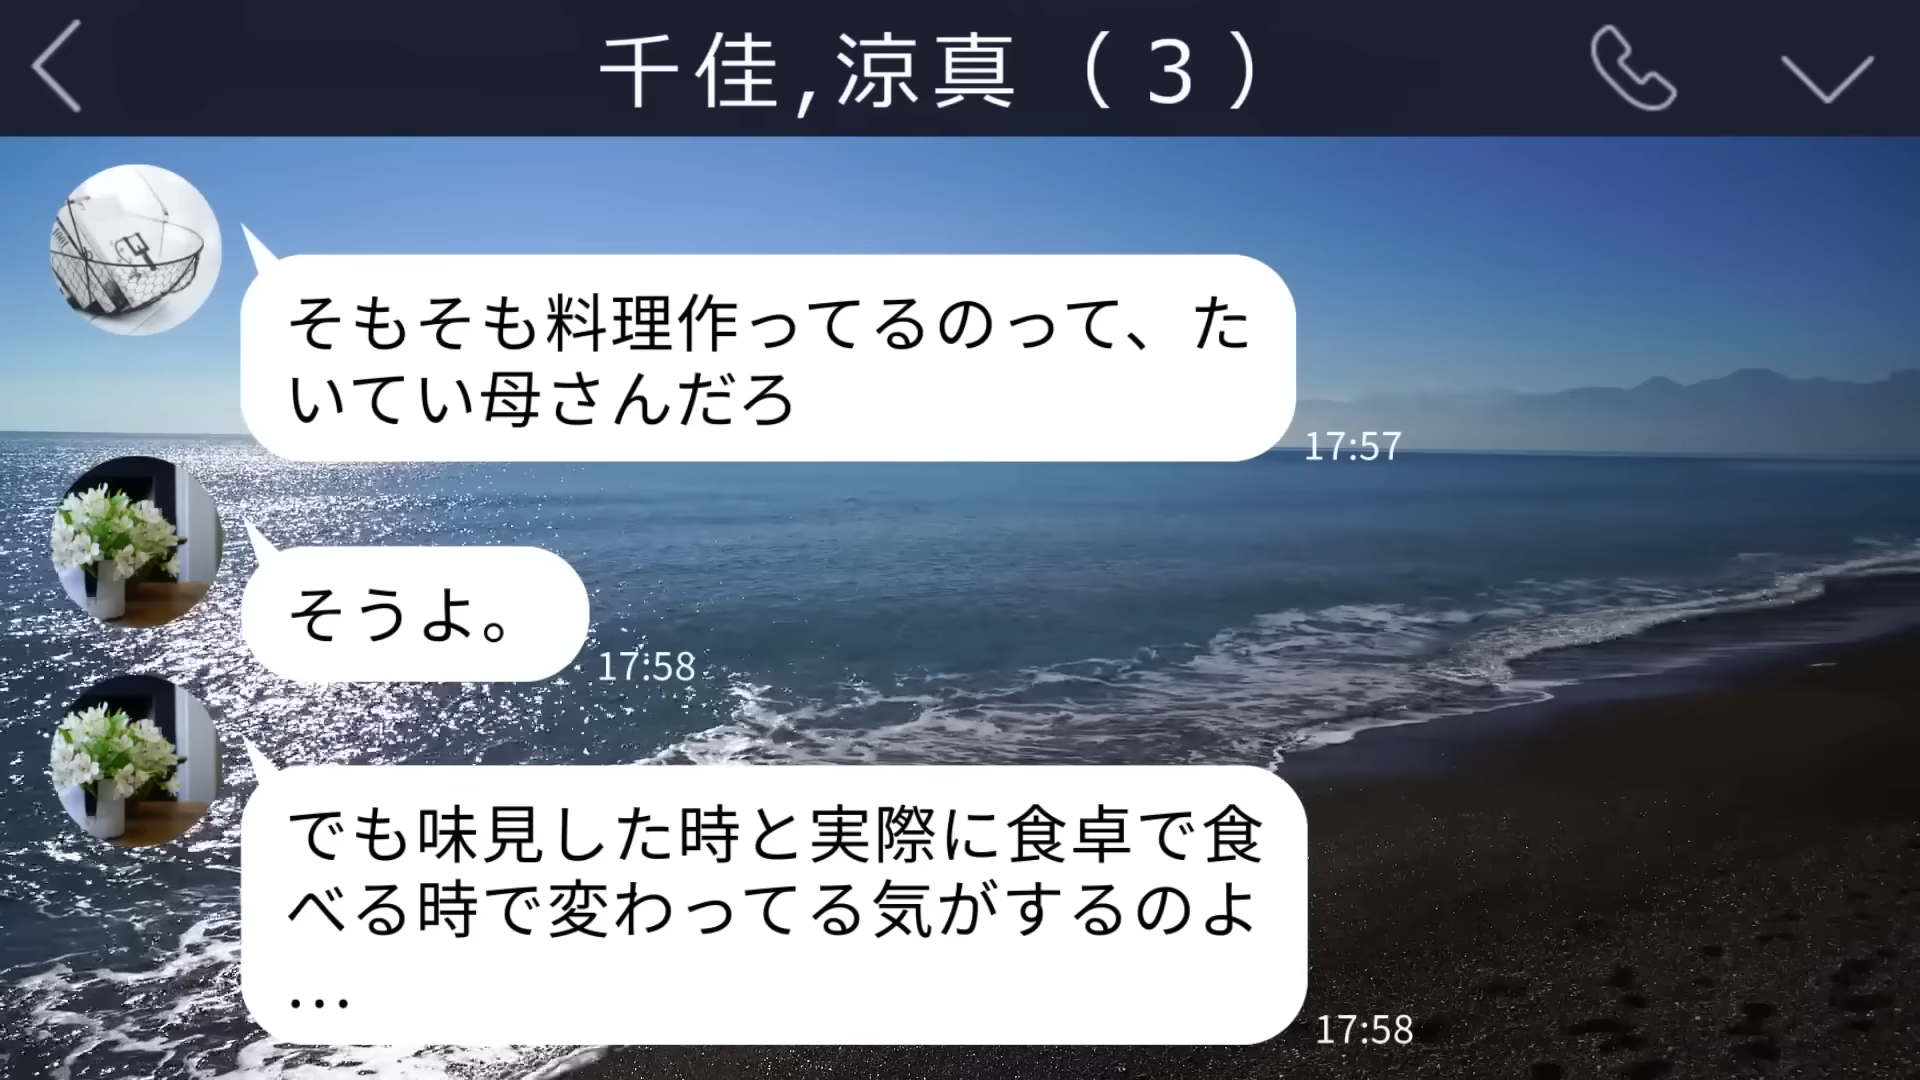 千佳,涼真（3）
そもそも料理作ってるのって、た
いてい母さんだろ
17:57
そうよ。
17:58
でも味見した時と実際に食卓で食
べる時で変わってる気がするのよ
…
17:58